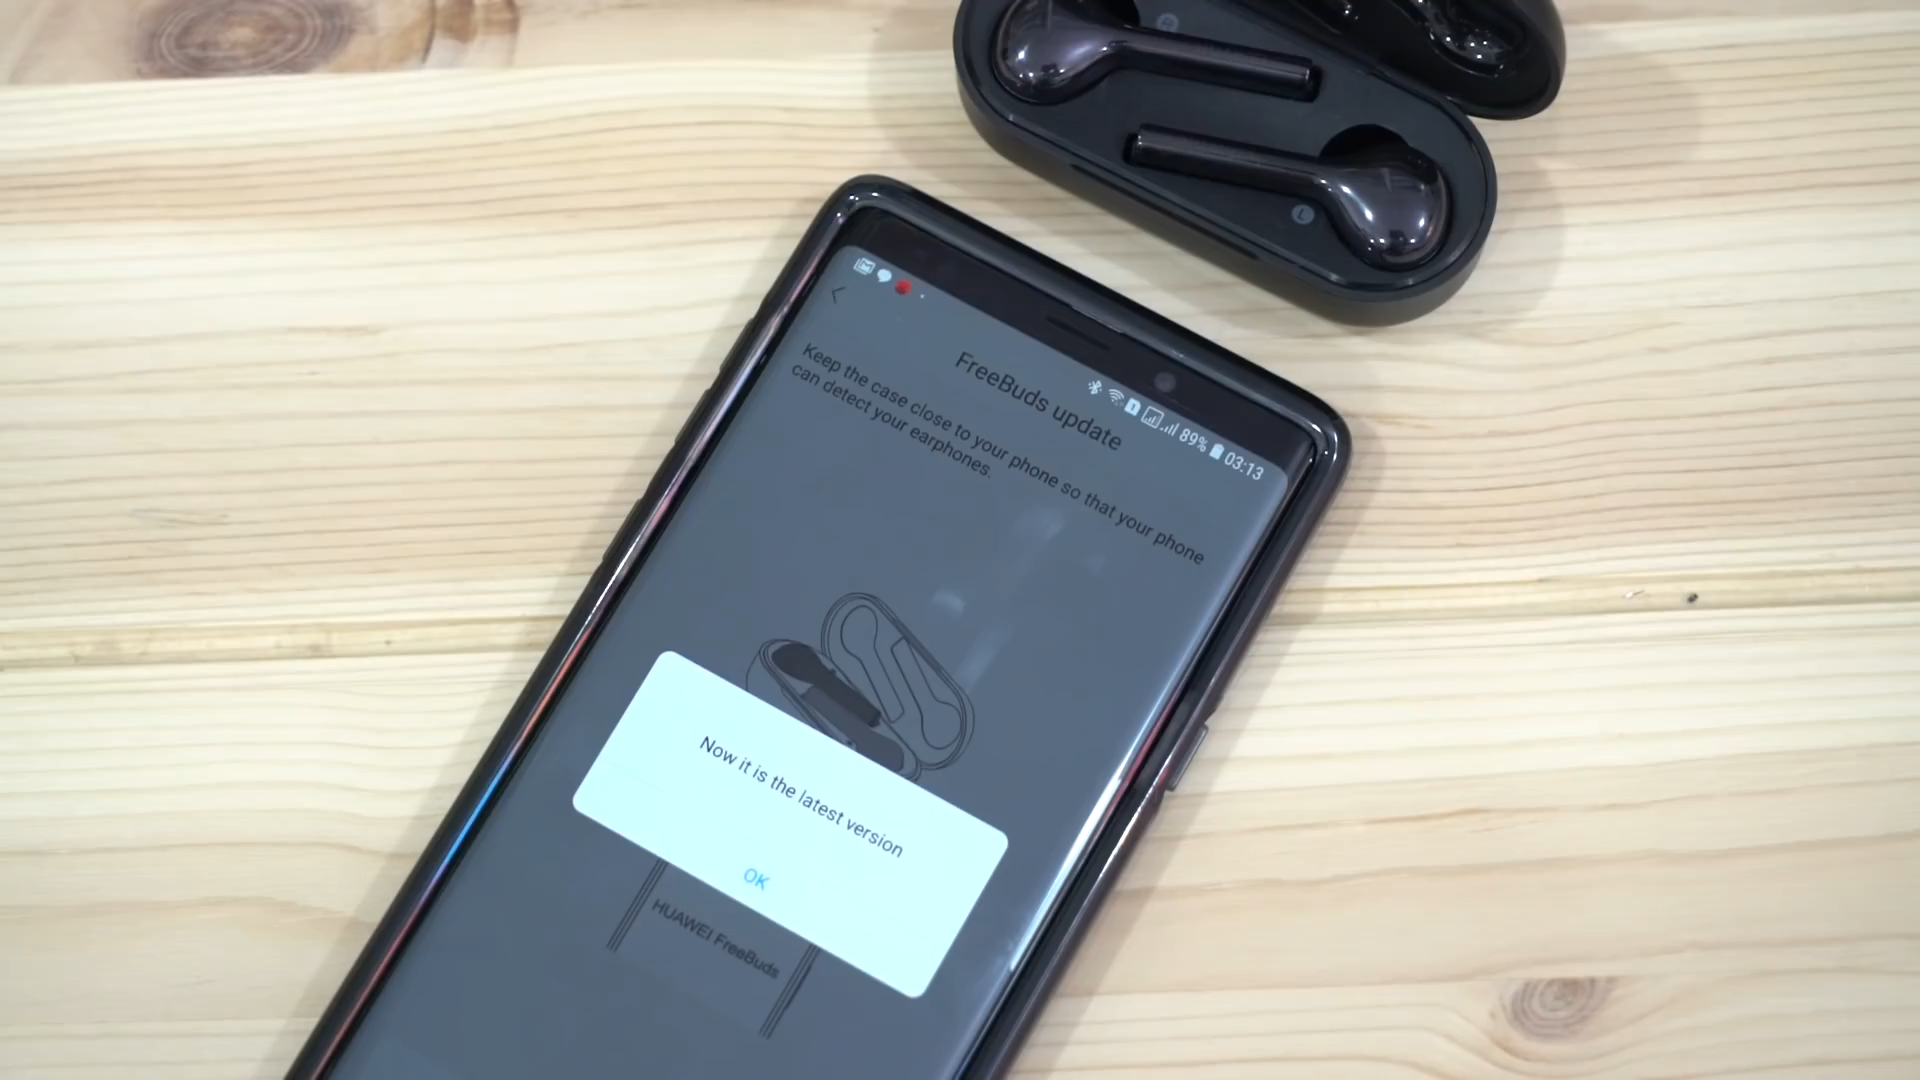 L
89% 03:13
FreeBuds update
Keep the case close to your phone so that your phone
can detect your earphones.
Now it is the latest version
OK
HUAWEI FreeBuds